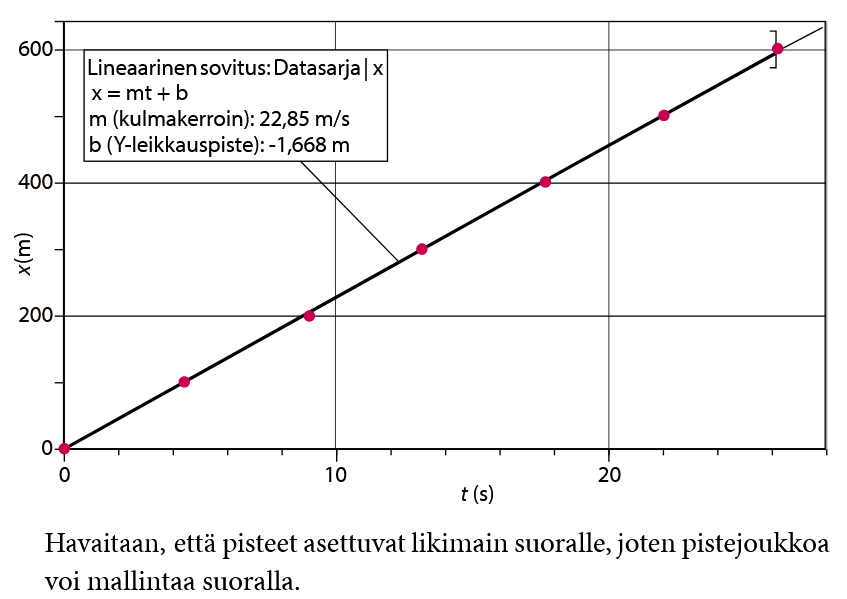 600
Lineaarinen sovitus: Datasarja | x
x = mt + b
m (kulmakerroin): 22,85 m/s
b (Y-leikkauspiste): -1,668 m
400
x(m)
200
0
0 10 20
t (s)
Havaitaan, että pisteet asettuvat likimain suoralle, joten pistejoukkoa
voi mallintaa suoralla.